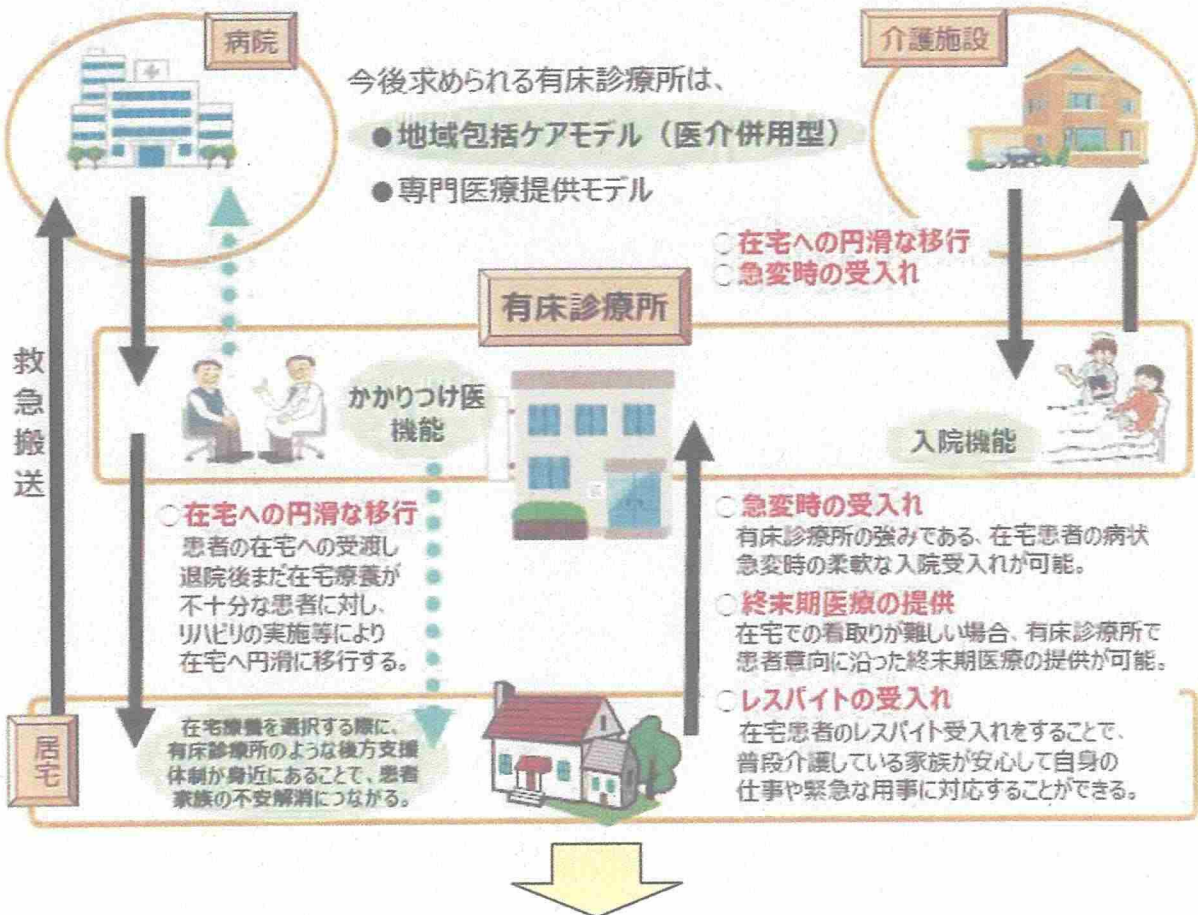 病院
介護施設
今後求められる有床診療所は、
●地域包括ケアモデル（医介併用型）
●専門医療提供モデル
○在宅への円滑な移行
○急変時の受入れ
有床診療所
救急搬送
かかりつけ医
機能
入院機能
○在宅への円滑な移行
患者の在宅への受渡し
退院後まだ在宅療養が
不十分な患者に対し、
リハビリの実施等により
在宅へ円滑に移行する。
○急変時の受入れ
有床診療所の強みである、在宅患者の病状
急変時の柔軟な入院受入れが可能。
○終末期医療の提供
在宅での看取りが難しい場合、有床診療所で
患者意向に沿った終末期医療の提供が可能。
○レスパイトの受入れ
在宅患者のレスパイト受入れをすることで、
普段介護している家族が安心して自身の
仕事や緊急な用事に対応することができる。
居宅
在宅療養を選択する際に、
有床診療所のような後方支援
体制が身近にあることで、患者
家族の不安解消につながる。